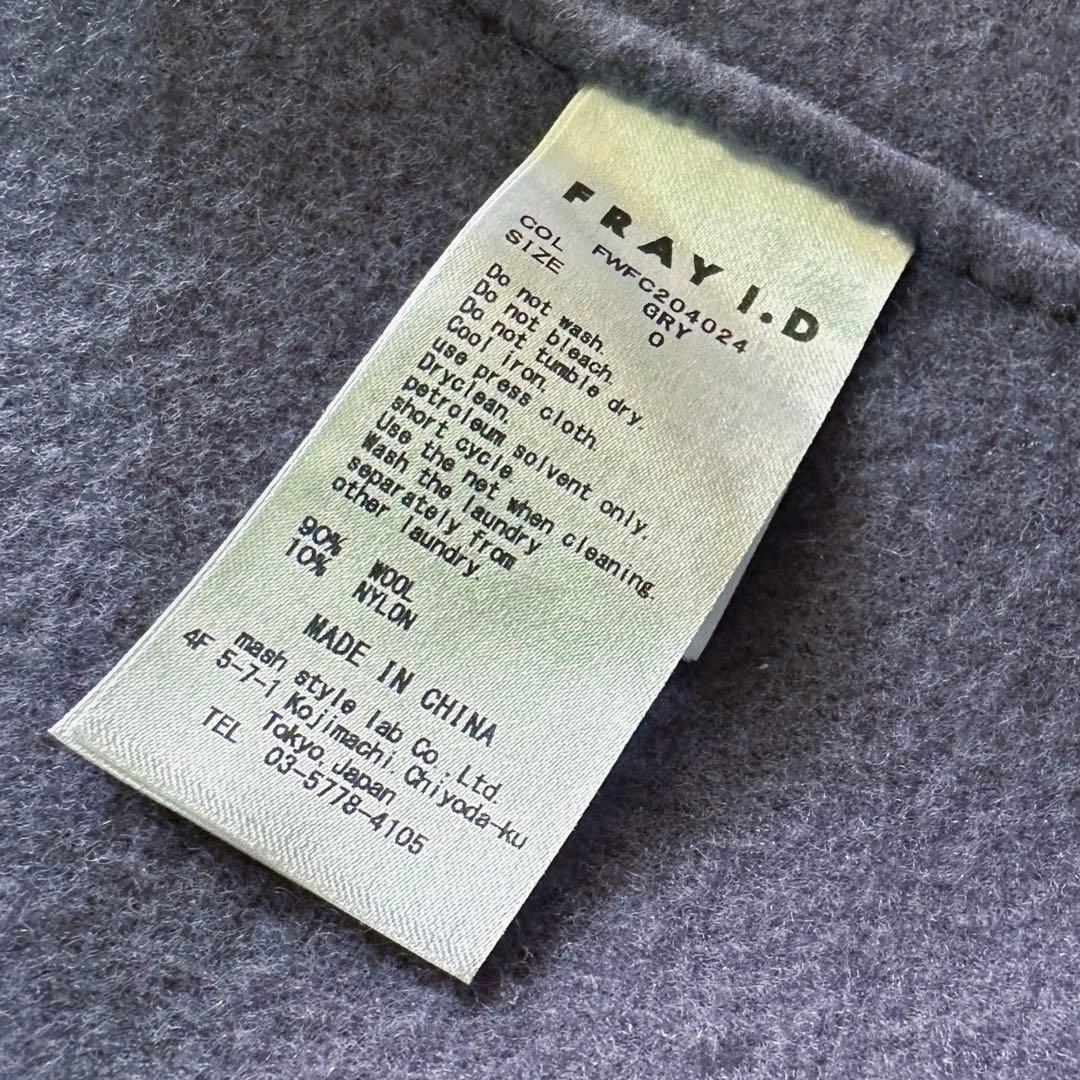 FRAY I.D
FWFC204024
COL GRY
SIZE 0
Do not wash.
Do not bleach.
Do not tumble dry.
Cool iron.
use press cloth.
Dryclean.
petroleum solvent only.
short cycle.
Use the net when cleaning.
Wash the laundry
separately from
other laundry.
90% WOOL
10% NYLON
MADE IN CHINA
mash style lab Co.,Ltd.
4F 5-7-1 Kojimachi Chiyoda-ku
Tokyo.Japan
TEL 03-5778-4105